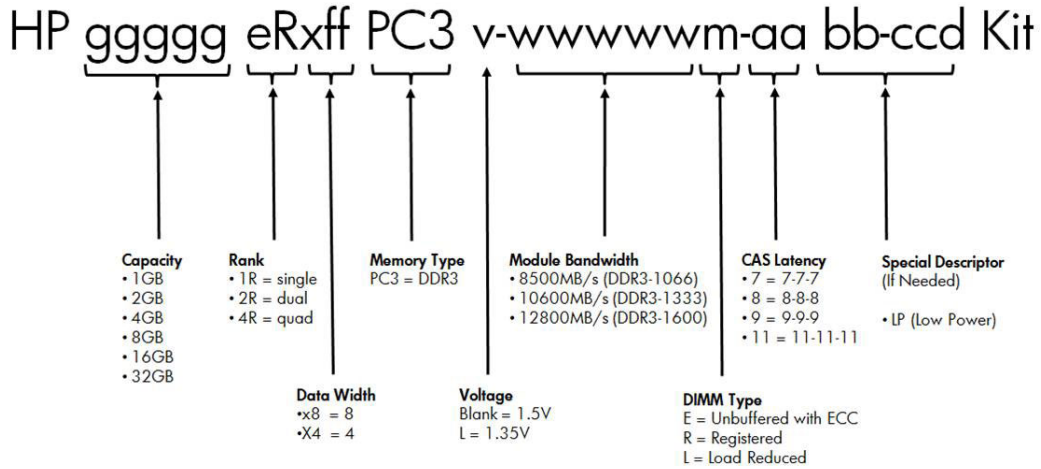 HP ggggg eRxff PC3 v-wwwwwm-aa bb-ccd Kit
Capacity
• 1GB
• 2GB
• 4GB
• 8GB
• 16GB
• 32GB
Rank
• 1R = single
• 2R = dual
• 4R = quad
Memory Type
PC3 = DDR3
Module Bandwidth
• 8500MB/s (DDR3-1066)
• 10600MB/s (DDR3-1333)
• 12800MB/s (DDR3-1600)
CAS Latency
• 7 = 7-7-7
• 8 = 8-8-8
• 9 = 9-9-9
• 11 = 11-11-11
Special Descriptor
(If Needed)
• LP (Low Power)
Data Width
•x8 = 8
•X4 = 4
Voltage
Blank = 1.5V
L = 1.35V
DIMM Type
E = Unbuffered with ECC
R = Registered
L = Load Reduced